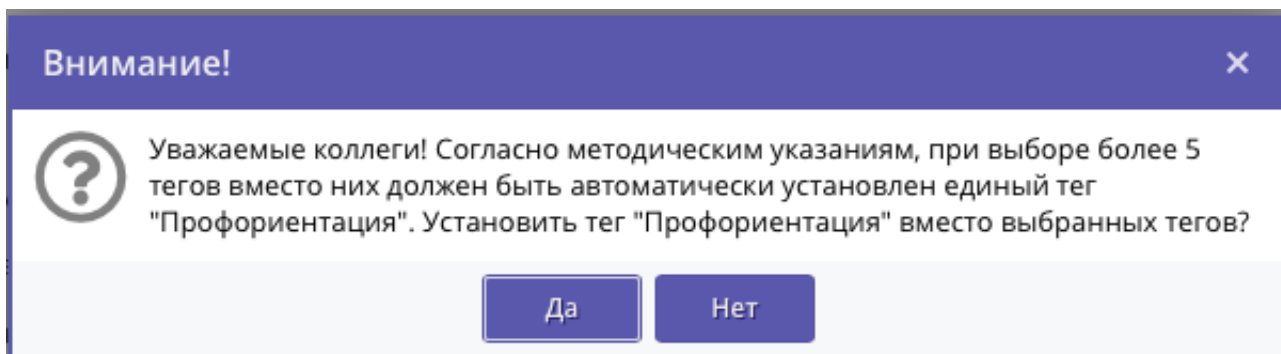 Внимание!
Уважаемые коллеги! Согласно методическим указаниям, при выборе более 5
тегов вместо них должен быть автоматически установлен единый тег
"Профориентация". Установить тег "Профориентация" вместо выбранных тегов?
Да Нет